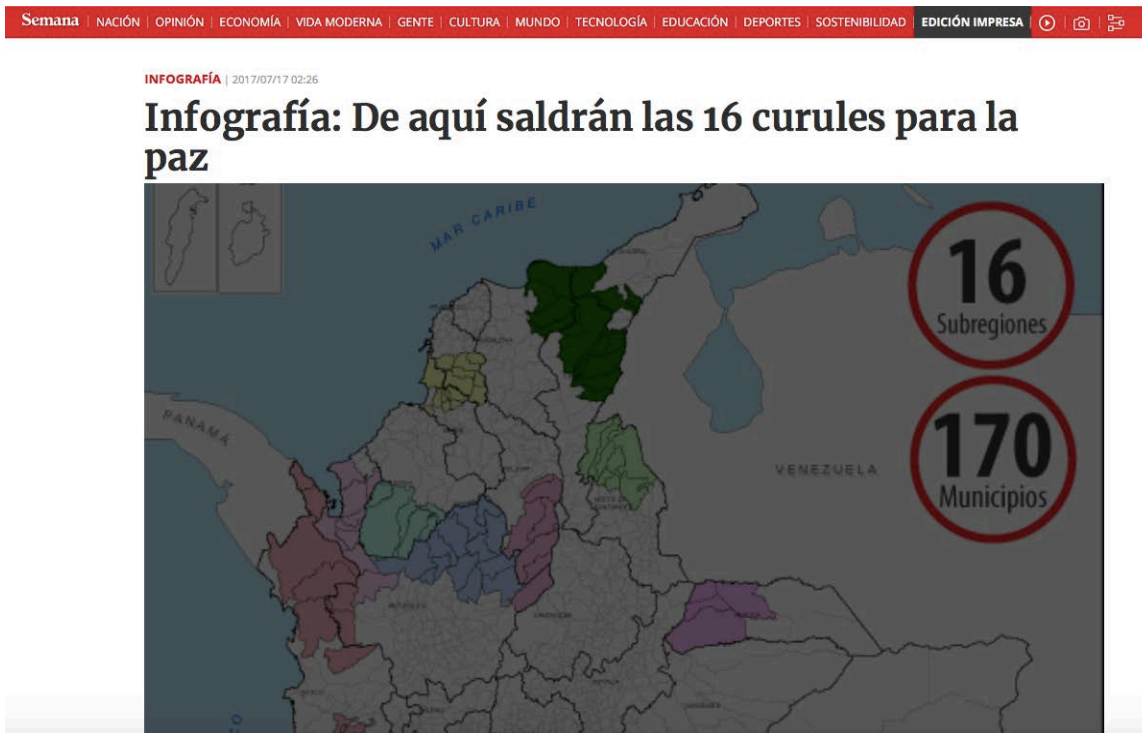 Semana | NACIÓN | OPINIÓN | ECONOMÍA | VIDA MODERNA | GENTE | CULTURA | MUNDO | TECNOLOGÍA | EDUCACIÓN | DEPORTES | SOSTENIBILIDAD EDICIÓN IMPRESA
INFOGRAFÍA | 2017/07/17 02:26
Infografía: De aquí saldrán las 16 curules para la
paz
MAR CARIBE
16
Subregiones
PANAMÁ
170
VENEZUELA
Municipios